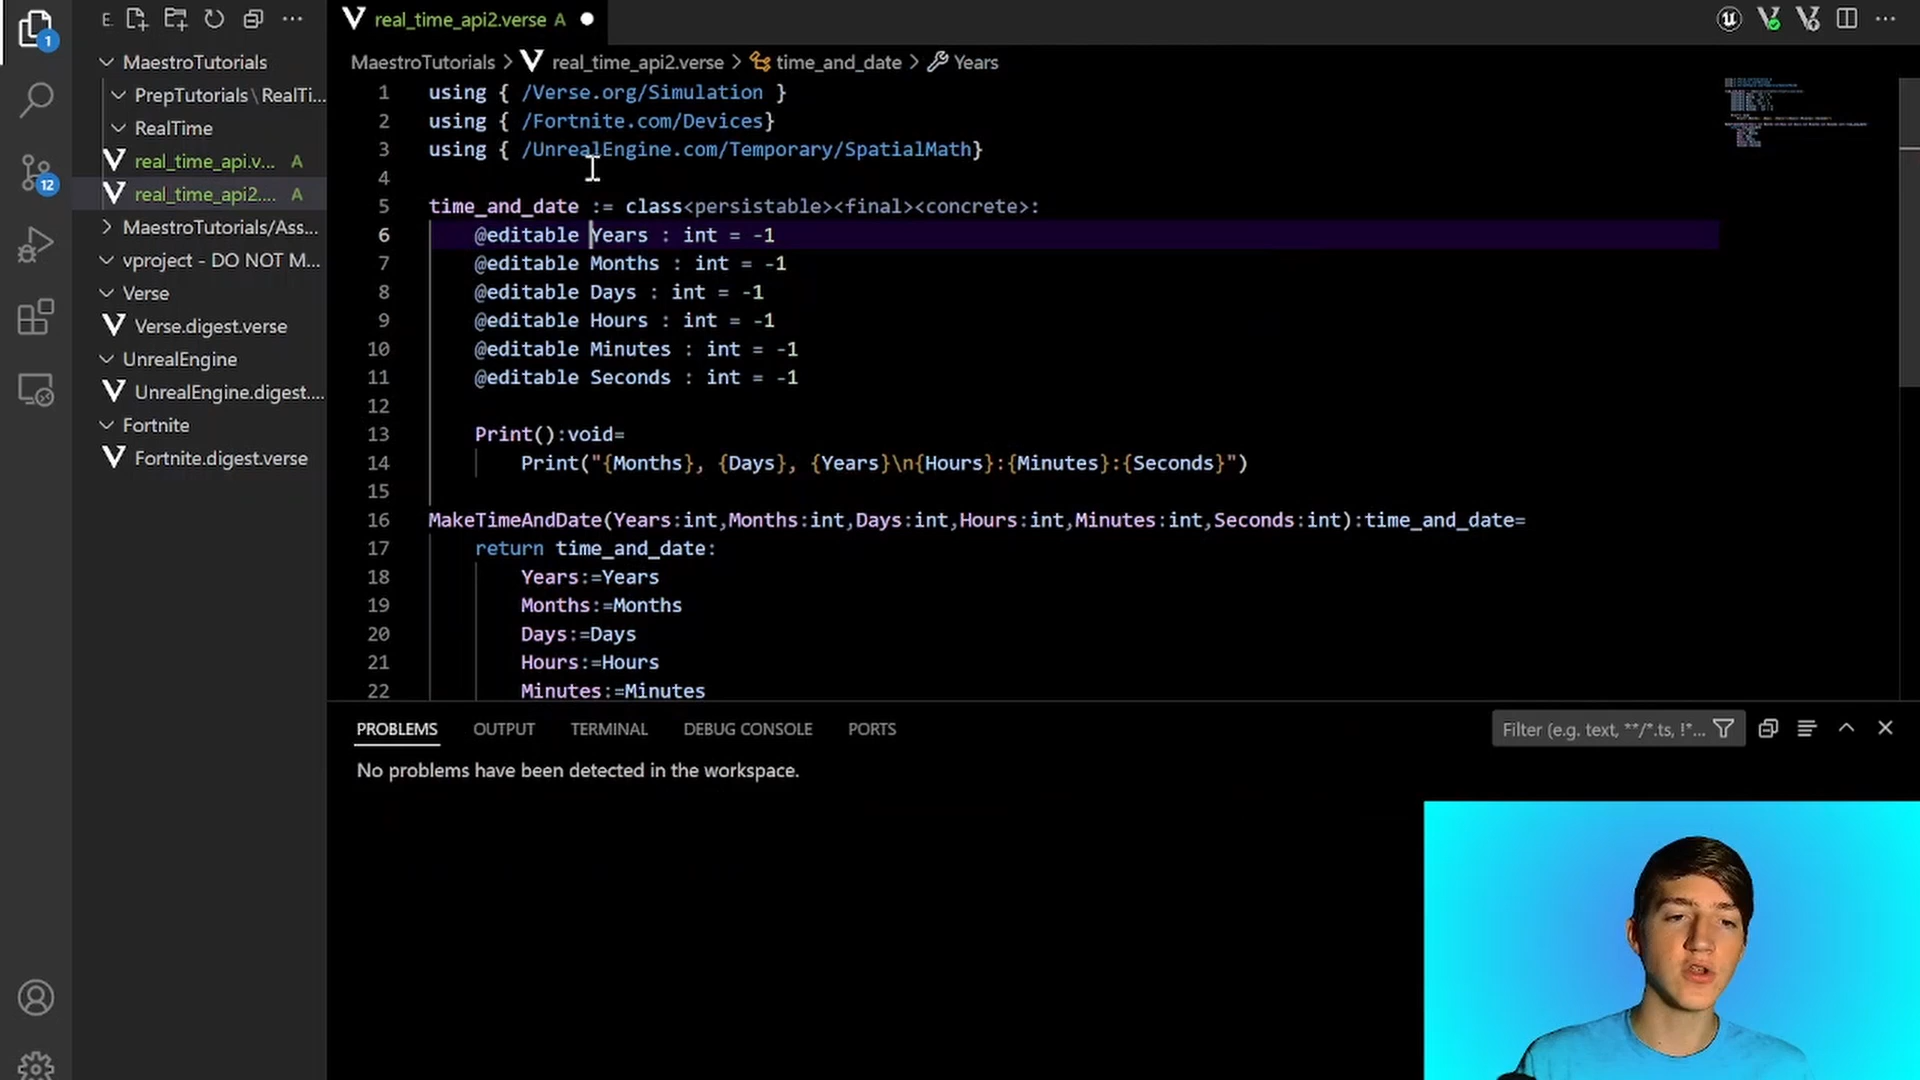 E.
real_time_api2.verse A
MaestroTutorials
PrepTutorials\RealTi...
RealTime
real_time_api.v... A
real_time_api2.... A
MaestroTutorials/Ass...
vproject - DO NOT M...
Verse
Verse.digest.verse
UnrealEngine
UnrealEngine.digest....
Fortnite
Fortnite.digest.verse
1
12
MaestroTutorials > real_time_api2.verse > time_and_date > Years
1 using { /Verse.org/Simulation }
2 using { /Fortnite.com/Devices}
3 using { /UnrealEngine.com/Temporary/SpatialMath}
4
5 time_and_date := class<persistable><final><concrete>:
6 @editable Years : int = -1
7 @editable Months : int = -1
8 @editable Days : int = -1
9 @editable Hours : int = -1
10 @editable Minutes : int = -1
11 @editable Seconds : int = -1
12
13 Print():void=
14 Print("{Months}, {Days}, {Years}\n{Hours}:{Minutes}:{Seconds}")
15
16 MakeTimeAndDate(Years:int,Months:int,Days:int,Hours:int,Minutes:int,Seconds:int):time_and_date=
17 return time_and_date:
18 Years:=Years
19 Months:=Months
20 Days:=Days
21 Hours:=Hours
22 Minutes:=Minutes
PROBLEMS OUTPUT TERMINAL DEBUG CONSOLE PORTS
Filter (e.g. text, **/*.ts, !*...
No problems have been detected in the workspace.